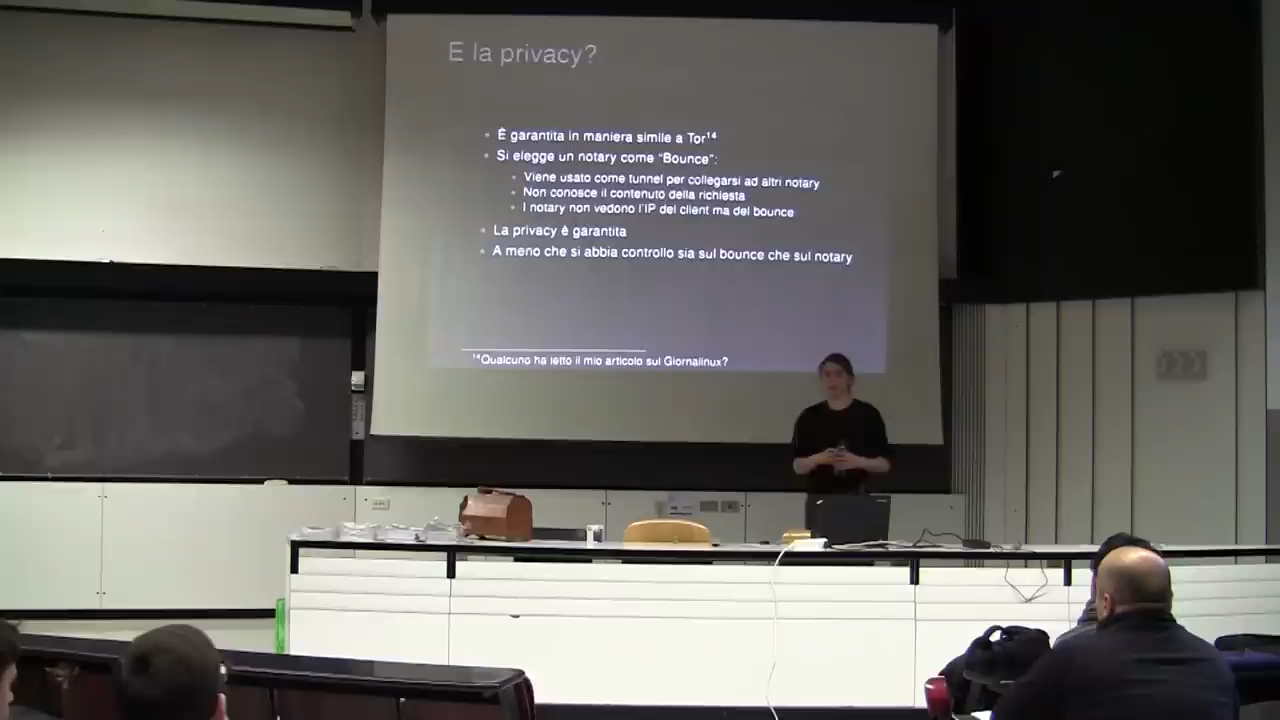 E la privacy?
È garantita in maniera simile a Tor¹⁴
Si elegge un notary come “Bounce”:
Viene usato come tunnel per collegarsi ad altri notary
Non conosce il contenuto della richiesta
I notary non vedono l'IP del client ma del bounce
La privacy è garantita
A meno che si abbia controllo sia sul bounce che sul notary
¹⁴Qualcuno ha letto il mio articolo sul Giornalinux?